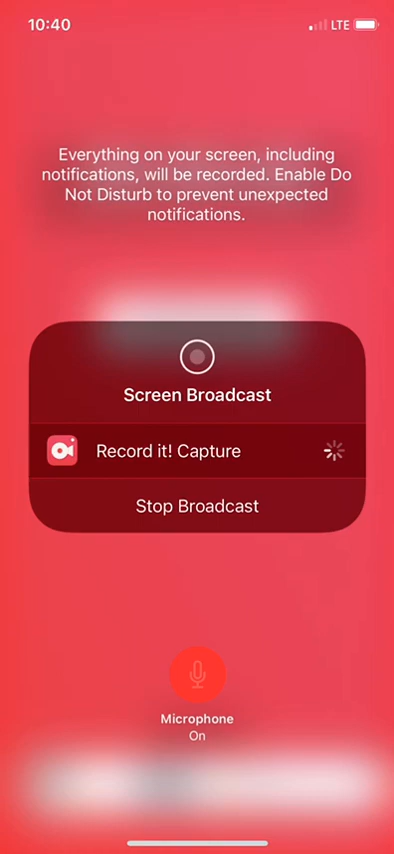 10:40
LTE
Everything on your screen, including
notifications, will be recorded. Enable Do
Not Disturb to prevent unexpected
notifications.
Screen Broadcast
Record it! Capture
Stop Broadcast
Microphone
On